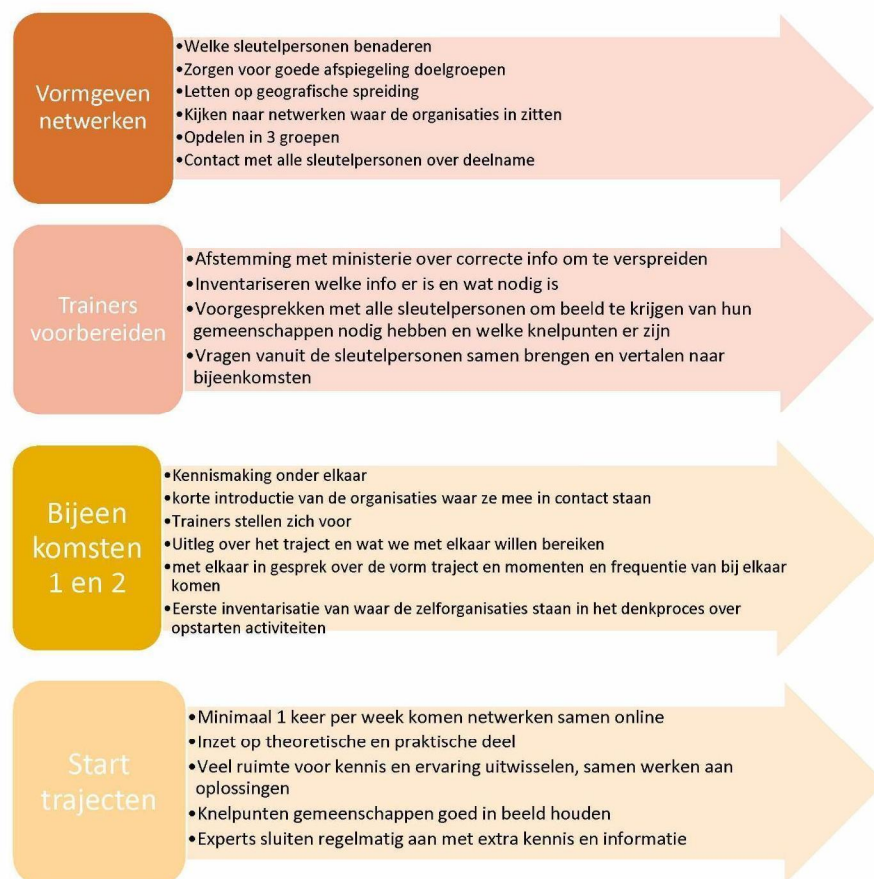 Vormgeven
netwerken
•Welke sleutelpersonen benaderen
•Zorgen voor goede afspiegeling doelgroepen
•Letten op geografische spreiding
•Kijken naar netwerken waar de organisaties in zitten
•Opdelen in 3 groepen
•Contact met alle sleutelpersonen over deelname
Trainers
voorbereiden
•Afstemming met ministerie over correcte info om te verspreiden
•Inventariseren welke info er is en wat nodig is
•Voorgesprekken met alle sleutelpersonen om beeld te krijgen van hun
gemeenschappen nodig hebben en welke knelpunten er zijn
•Vragen vanuit de sleutelpersonen samen brengen en vertalen naar
bijeenkomsten
Bijeen
komsten
1 en 2
•Kennismaking onder elkaar
•korte introductie van de organisaties waar ze mee in contact staan
•Trainers stellen zich voor
•Uitleg over het traject en wat we met elkaar willen bereiken
•met elkaar in gesprek over de vorm traject en momenten en frequentie van bij elkaar
komen
•Eerste inventarisatie van waar de zelforganisaties staan in het denkproces over
opstarten activiteiten
Start
trajecten
•Minimaal 1 keer per week komen netwerken samen online
•Inzet op theoretische en praktische deel
•Veel ruimte voor kennis en ervaring uitwisselen, samen werken aan
oplossingen
•Knelpunten gemeenschappen goed in beeld houden
•Experts sluiten regelmatig aan met extra kennis en informatie